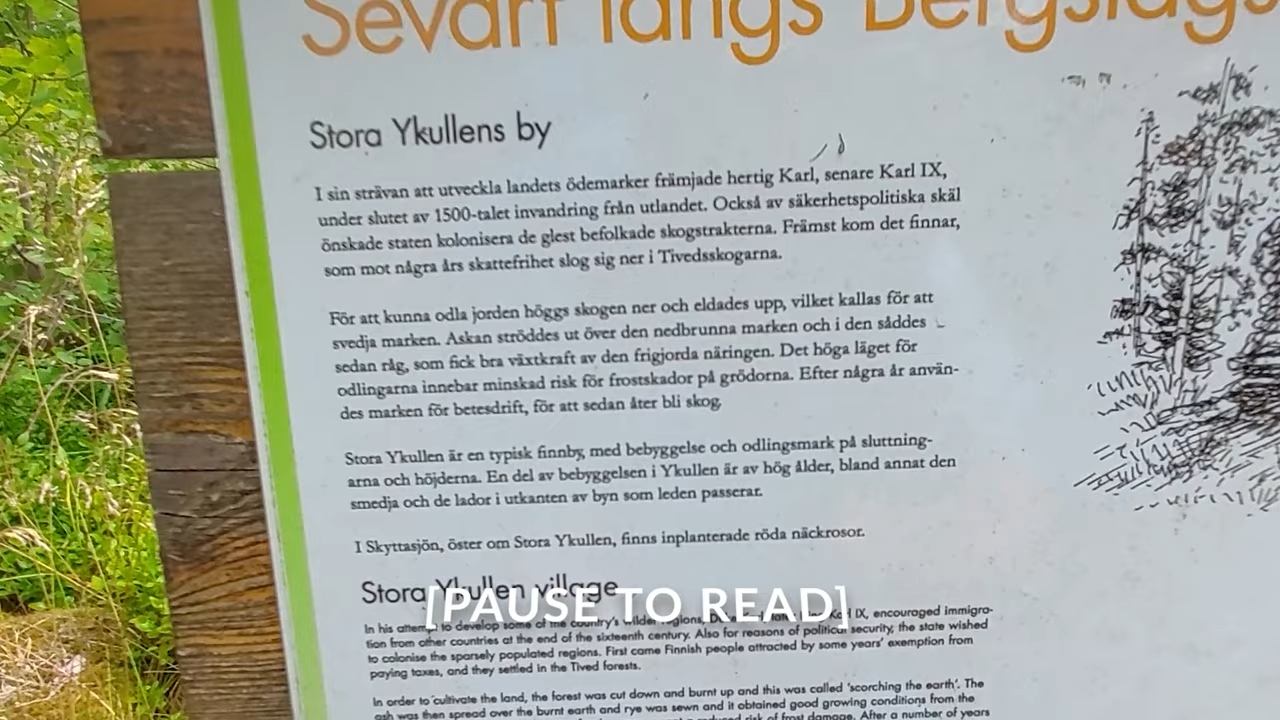 Sevärt längs Bergslags
Stora Ykullens by
I sin strävan att utveckla landets ödemarker främjade hertig Karl, senare Karl IX,
under slutet av 1500-talet invandring från utlandet. Också av säkerhetspolitiska skäl
önskade staten kolonisera de glest befolkade skogstrakterna. Främst kom det finnar,
som mot några års skattefrihet slog sig ner i Tivedsskogarna.
För att kunna odla jorden höggs skogen ner och eldades upp, vilket kallas för att
svedja marken. Askan ströddes ut över den nedbrunna marken och i den såddes
sedan råg, som fick bra växtkraft av den frigjorda näringen. Det höga läget för
odlingarna innebar minskad risk för frostskador på grödorna. Efter några år använ-
des marken för betesdrift, för att sedan åter bli skog.
Stora Ykullen är en typisk finnby, med bebyggelse och odlingsmark på sluttning-
arna och höjderna. En del av bebyggelsen i Ykullen är av hög ålder, bland annat den
smedja och de lador i utkanten av byn som leden passerar.
I Skyttasjön, öster om Stora Ykullen, finns inplanterade röda näckrosor.
Stora Ykullen village
[PAUSE TO READ]
In his attempt to develop some of the country's wilder regions, IX, encouraged immigra-
tion from other countries at the end of the sixteenth century. Also for reasons of political security, the state wished
to colonise the sparsely populated regions. First came Finnish people attracted by some years' exemption from
paying taxes, and they settled in the Tived forests.
In order to cultivate the land, the forest was cut down and burnt up and this was called 'scorching the earth'. The
ash was then spread over the burnt earth and rye was sewn and it obtained good growing conditions from the
reduced risk of frost damage. After a number of years